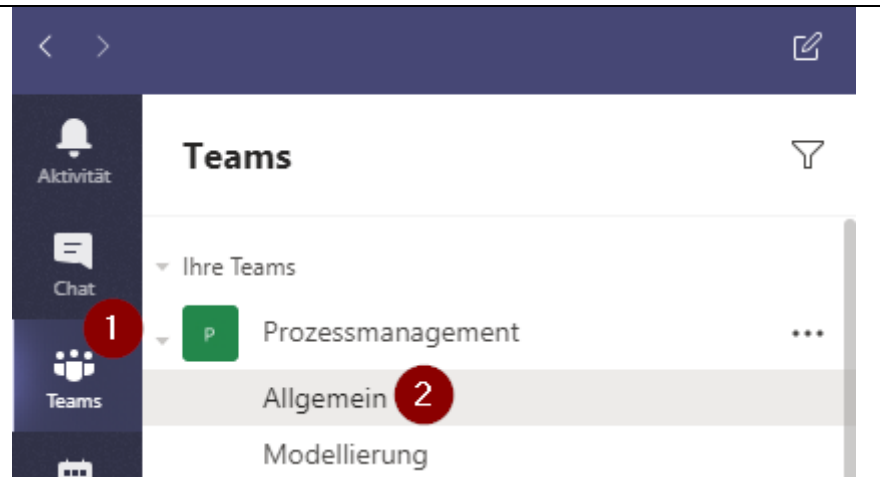 Aktivität
Chat
1
Teams
Teams
Ihre Teams
P
Prozessmanagement
Allgemein 2
Modellierung